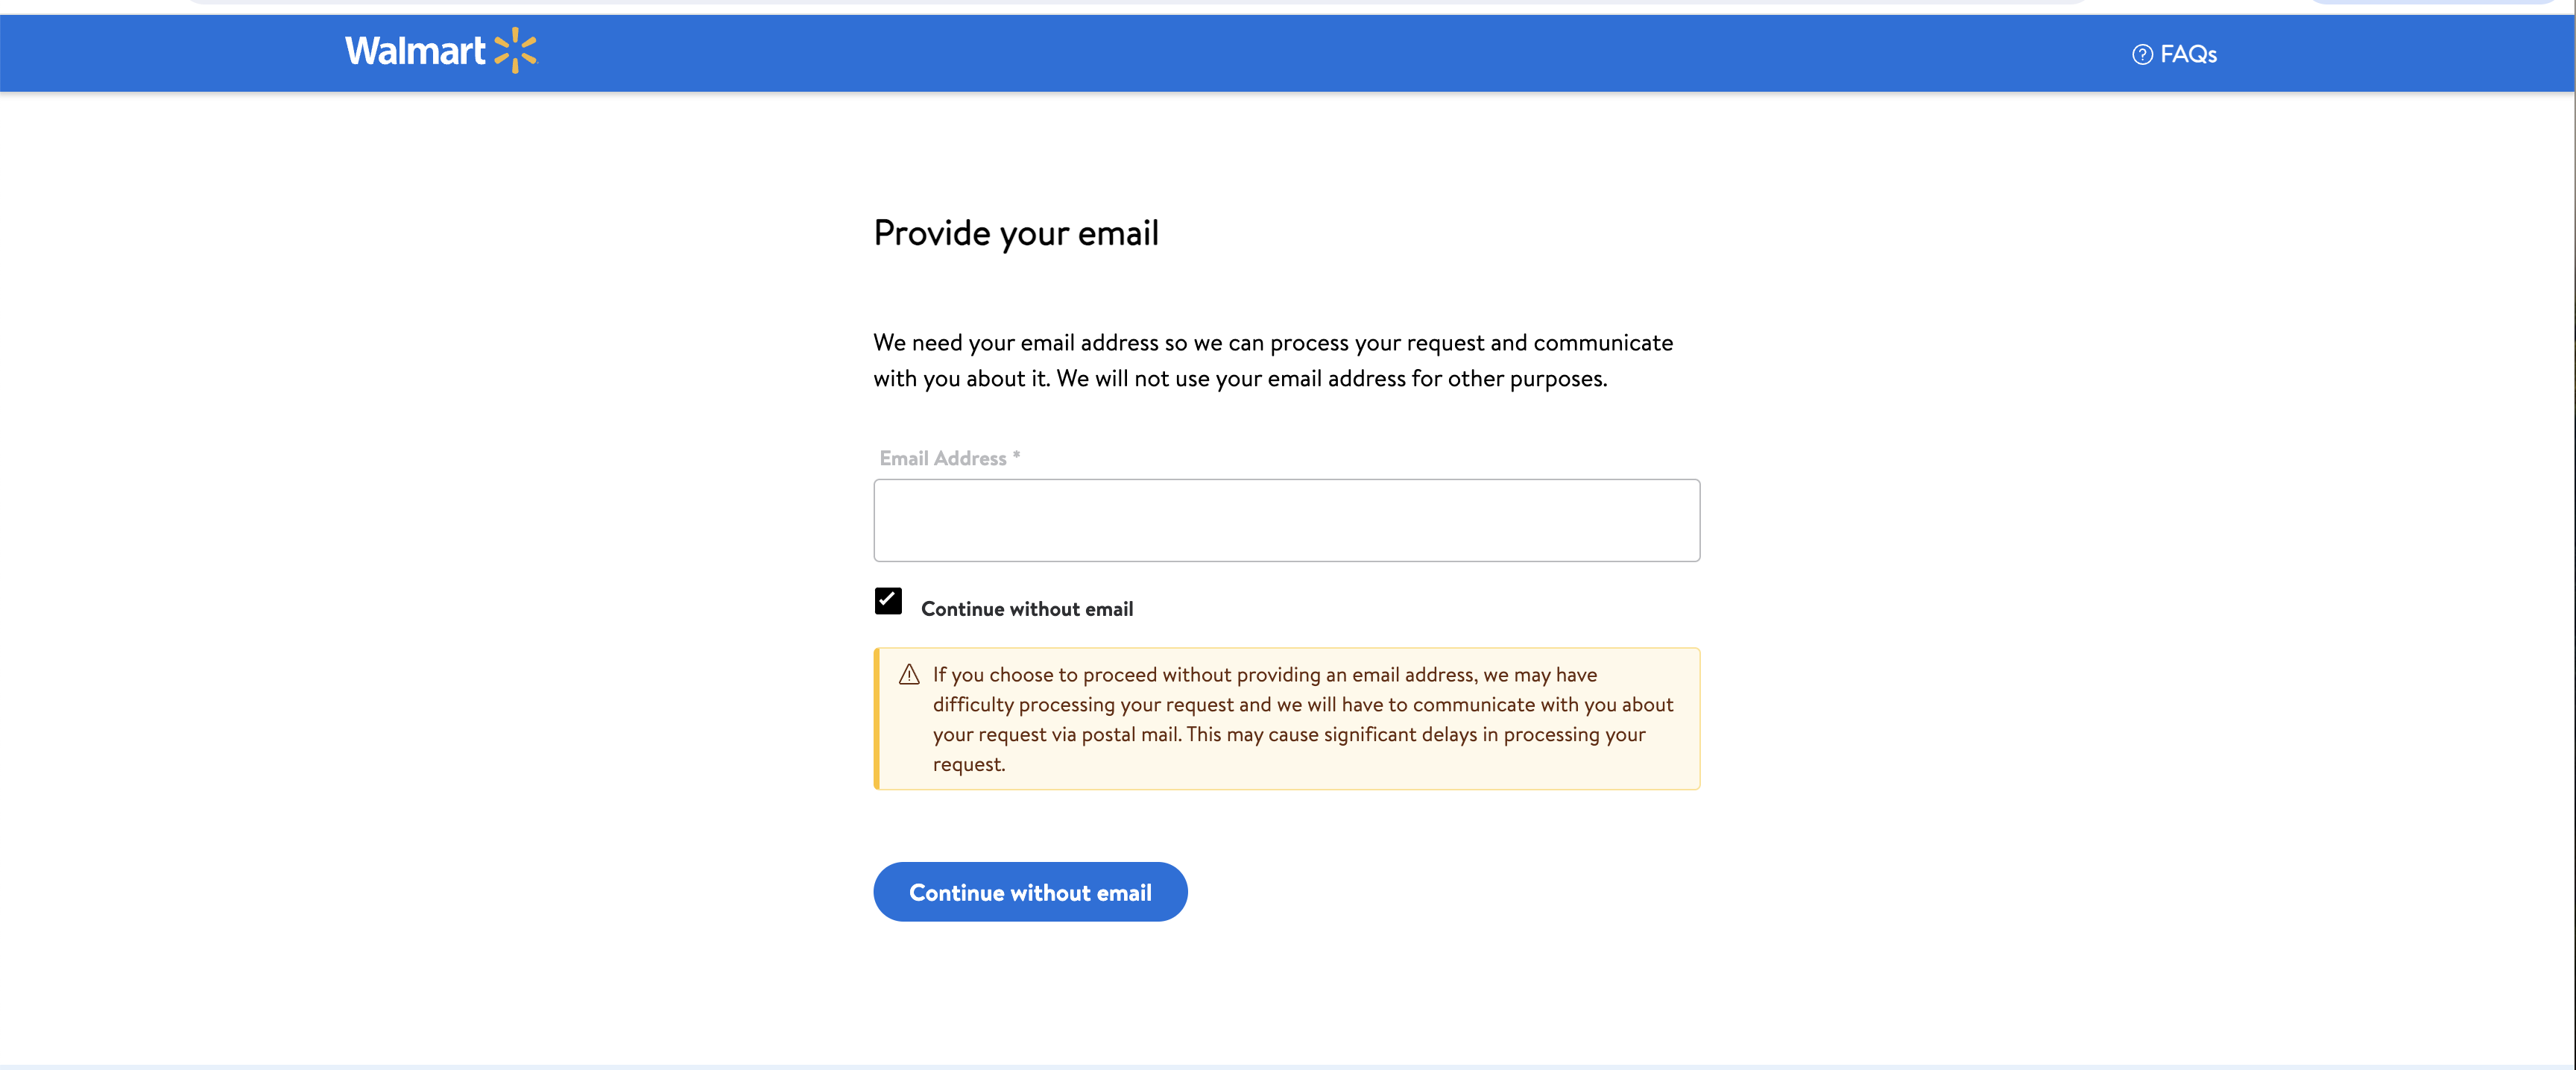 Walmart
FAQs
Provide your email
We need your email address so we can process your request and communicate
with you about it. We will not use your email address for other purposes.
Email Address *
Continue without email
If you choose to proceed without providing an email address, we may have
difficulty processing your request and we will have to communicate with you about
your request via postal mail. This may cause significant delays in processing your
request.
Continue without email